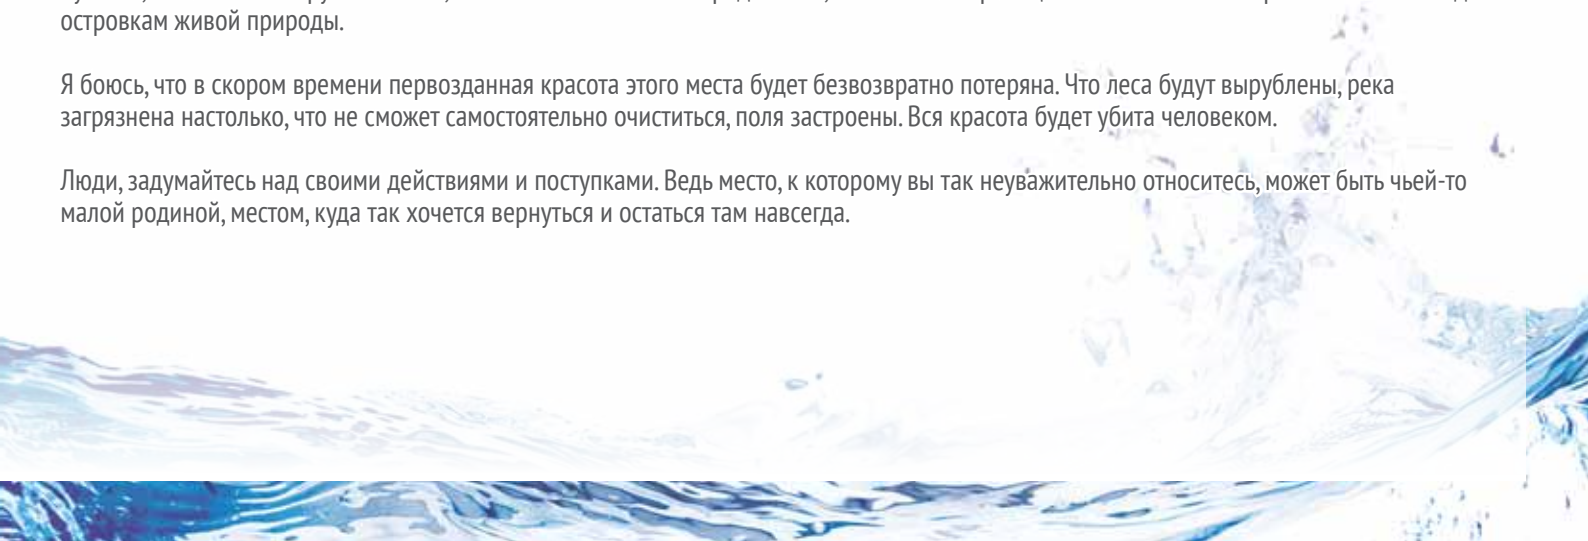 островкам живой природы.
Я боюсь, что в скором времени первозданная красота этого места будет безвозвратно потеряна. Что леса будут вырублены, река
загрязнена настолько, что не сможет самостоятельно очиститься, поля застроены. Вся красота будет убита человеком.
Люди, задумайтесь над своими действиями и поступками. Ведь место, к которому вы так неуважительно относитесь, может быть чьей-то
малой родиной, местом, куда так хочется вернуться и остаться там навсегда.